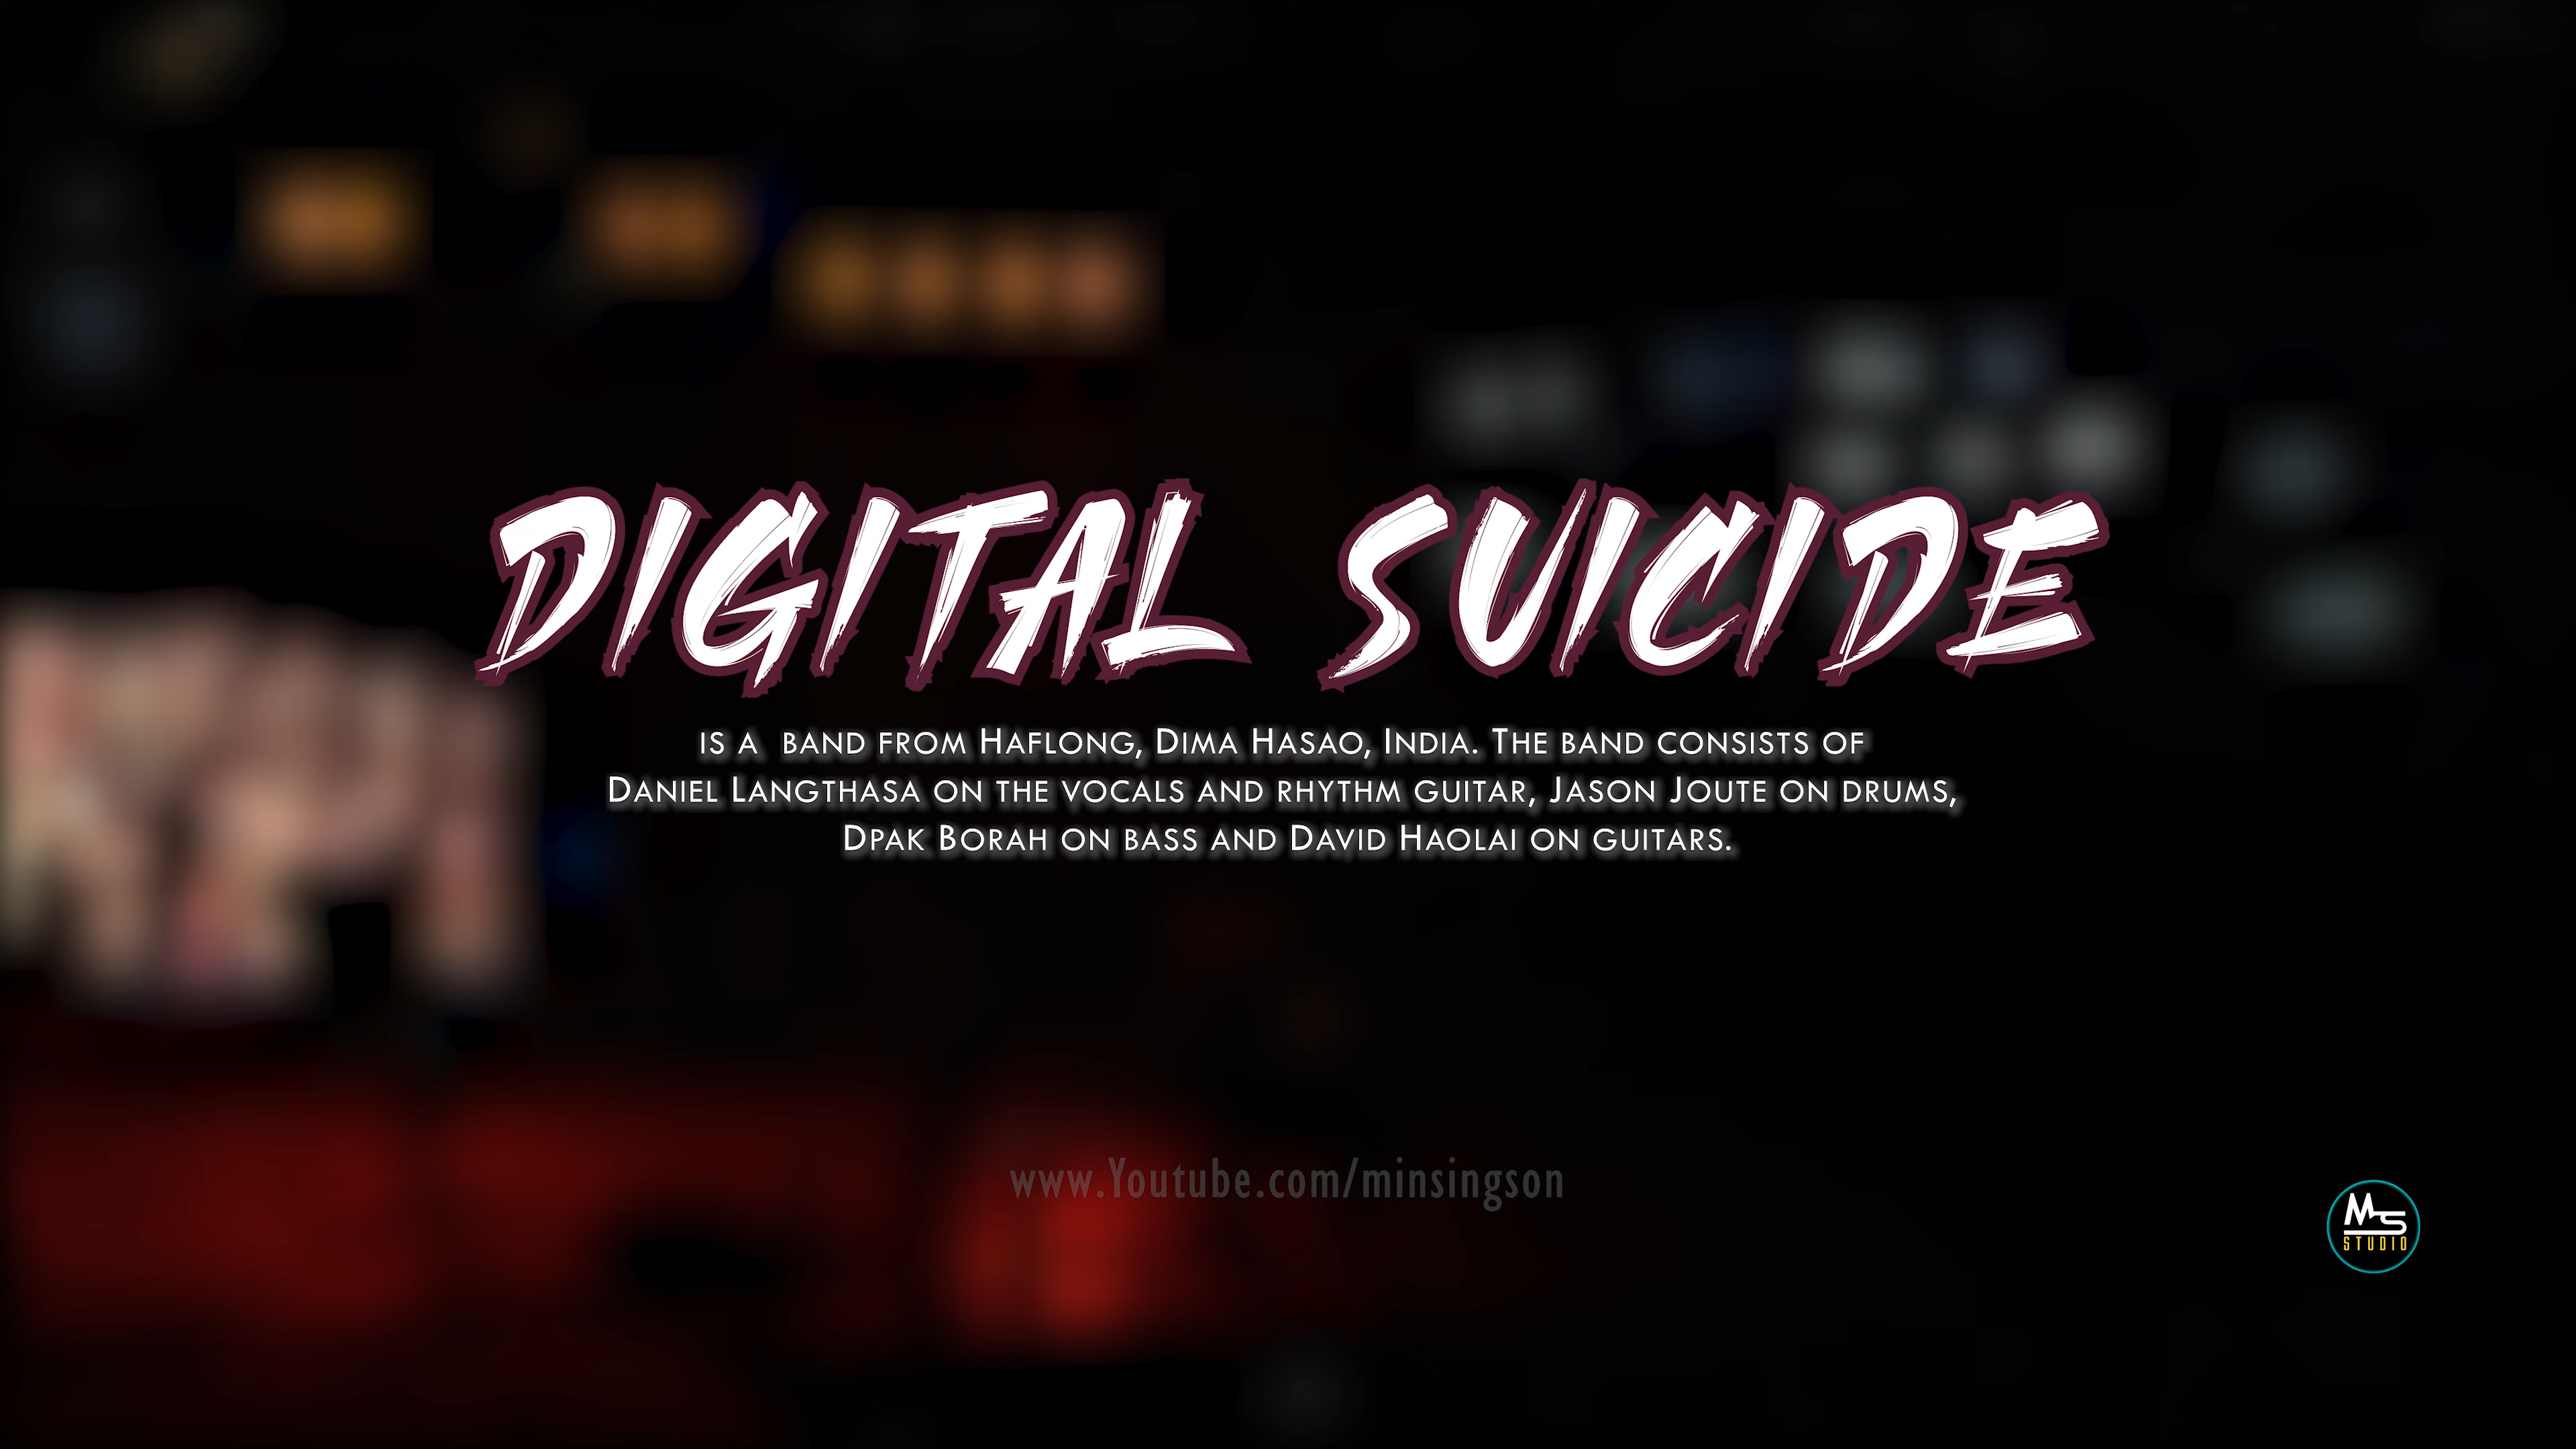 DIGITAL SUICIDE
IS A BAND FROM HAFLONG, DIMA HASAO, INDIA. THE BAND CONSISTS OF
DANIEL LANGTHASA ON THE VOCALS AND RHYTHM GUITAR, JASON JOUTE ON DRUMS,
DPAK BORAH ON BASS AND DAVID HAOLAI ON GUITARS.
www.Youtube.com/minsingson
MS
STUDIO